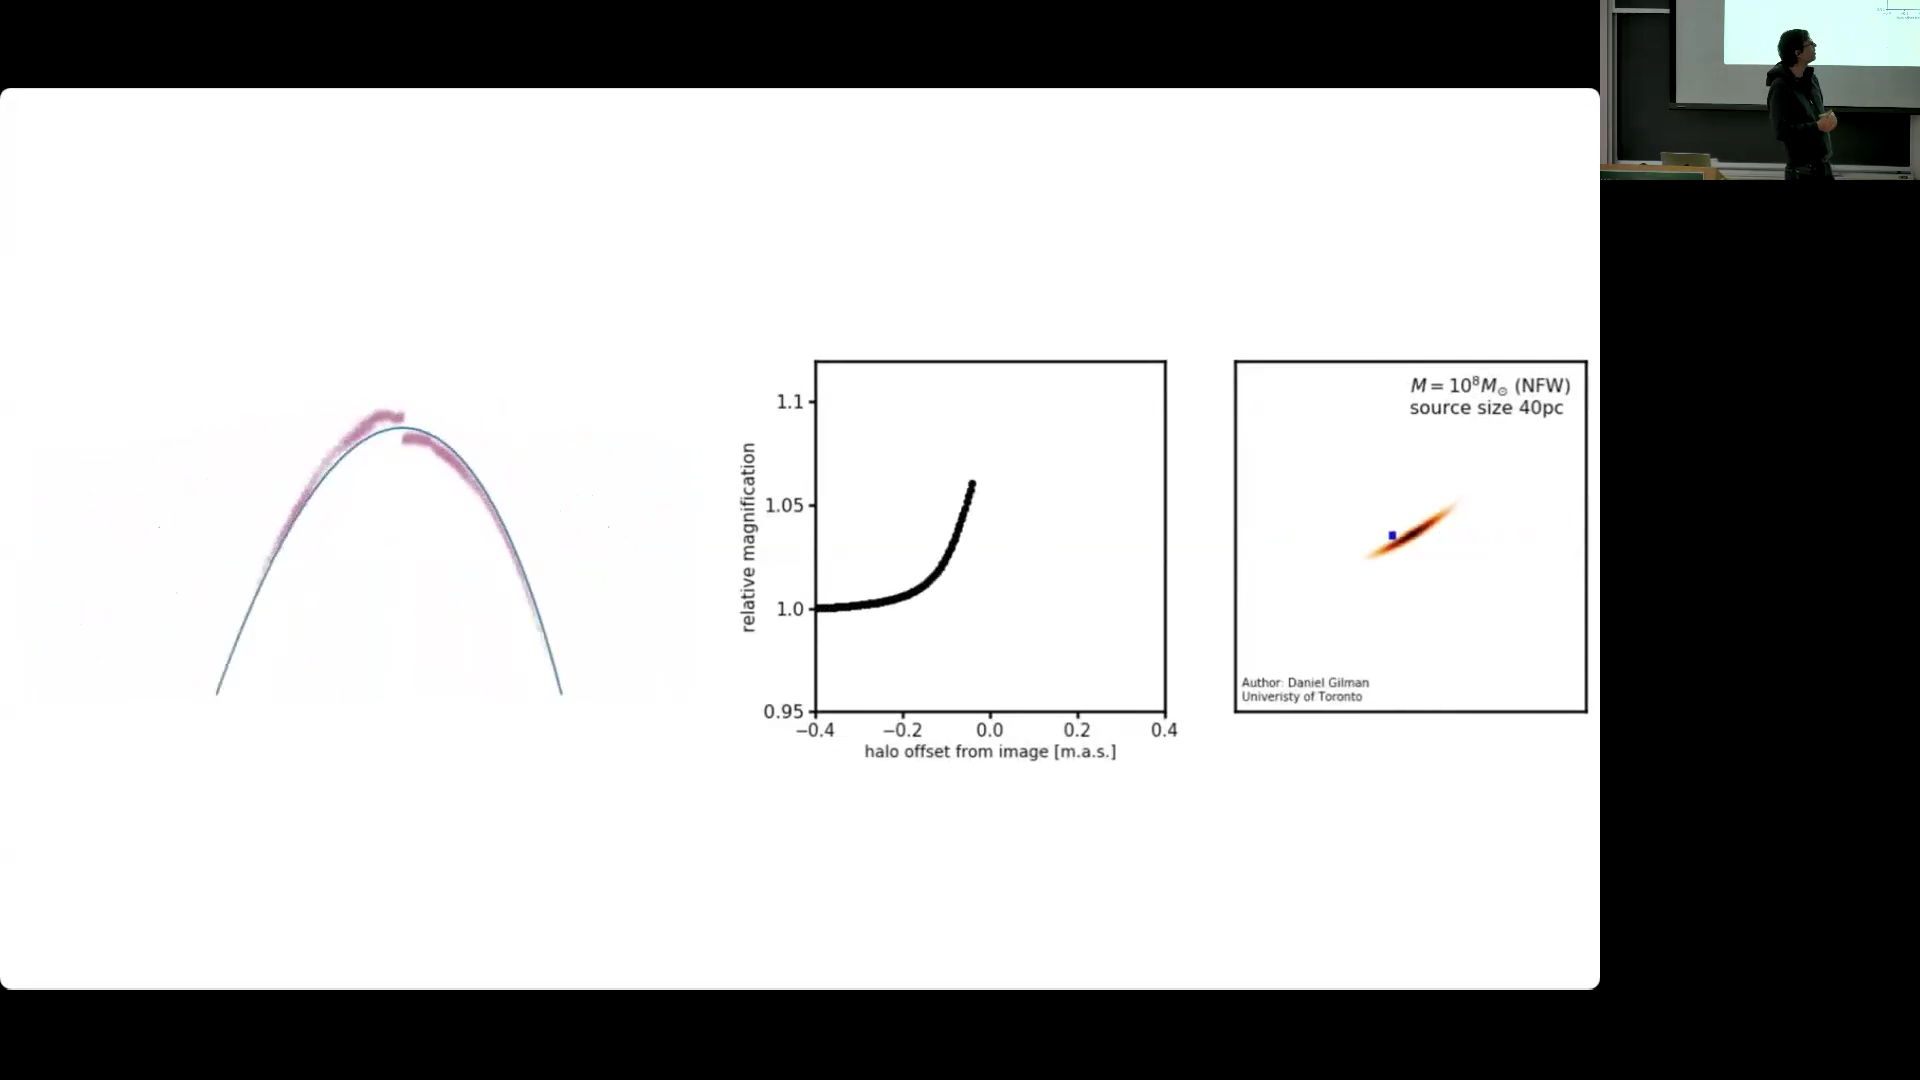 1.1
1.05
1.0
0.95
−0.4
−0.2
0.0
0.2
0.4
relative magnification
halo offset from image [m.a.s.]
M = 10⁸M☉ (NFW)
source size 40pc
Author: Daniel Gilman
Univeristy of Toronto